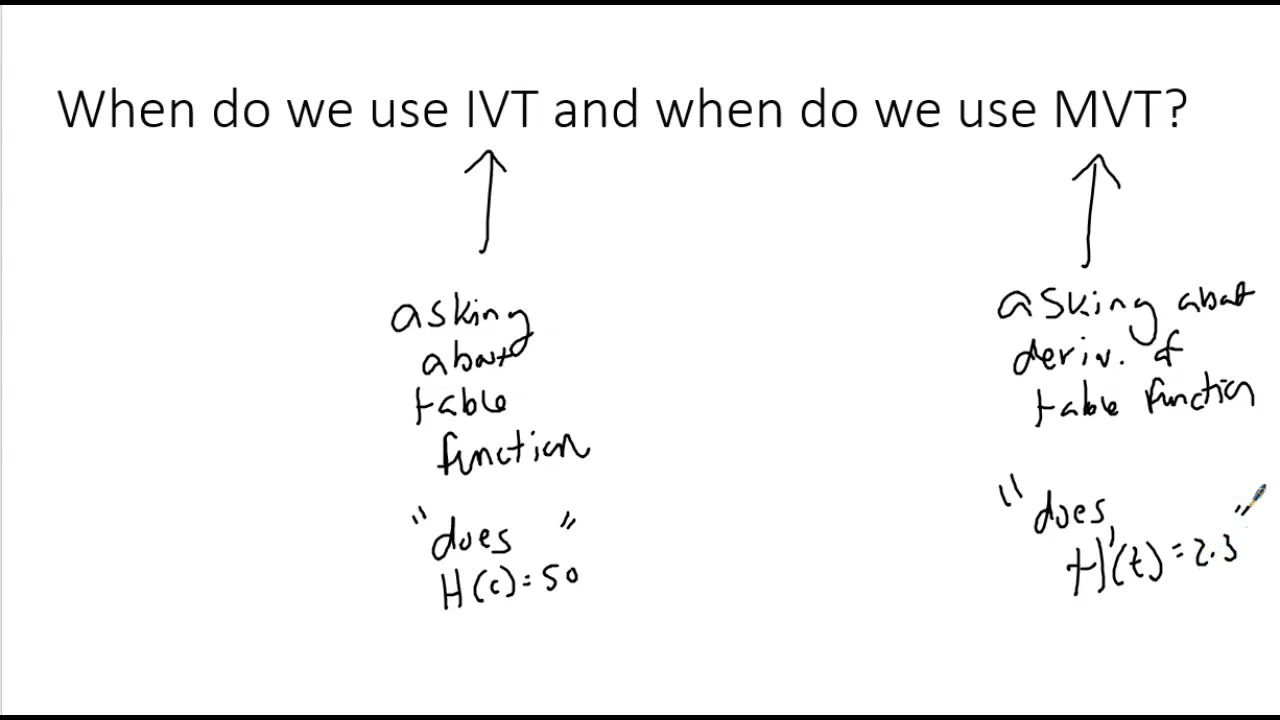 When do we use IVT and when do we use MVT?
asking
about
table
function
"does "
H(c)=50
asking about
deriv. of
table function
"does "
H'(t)=2.3